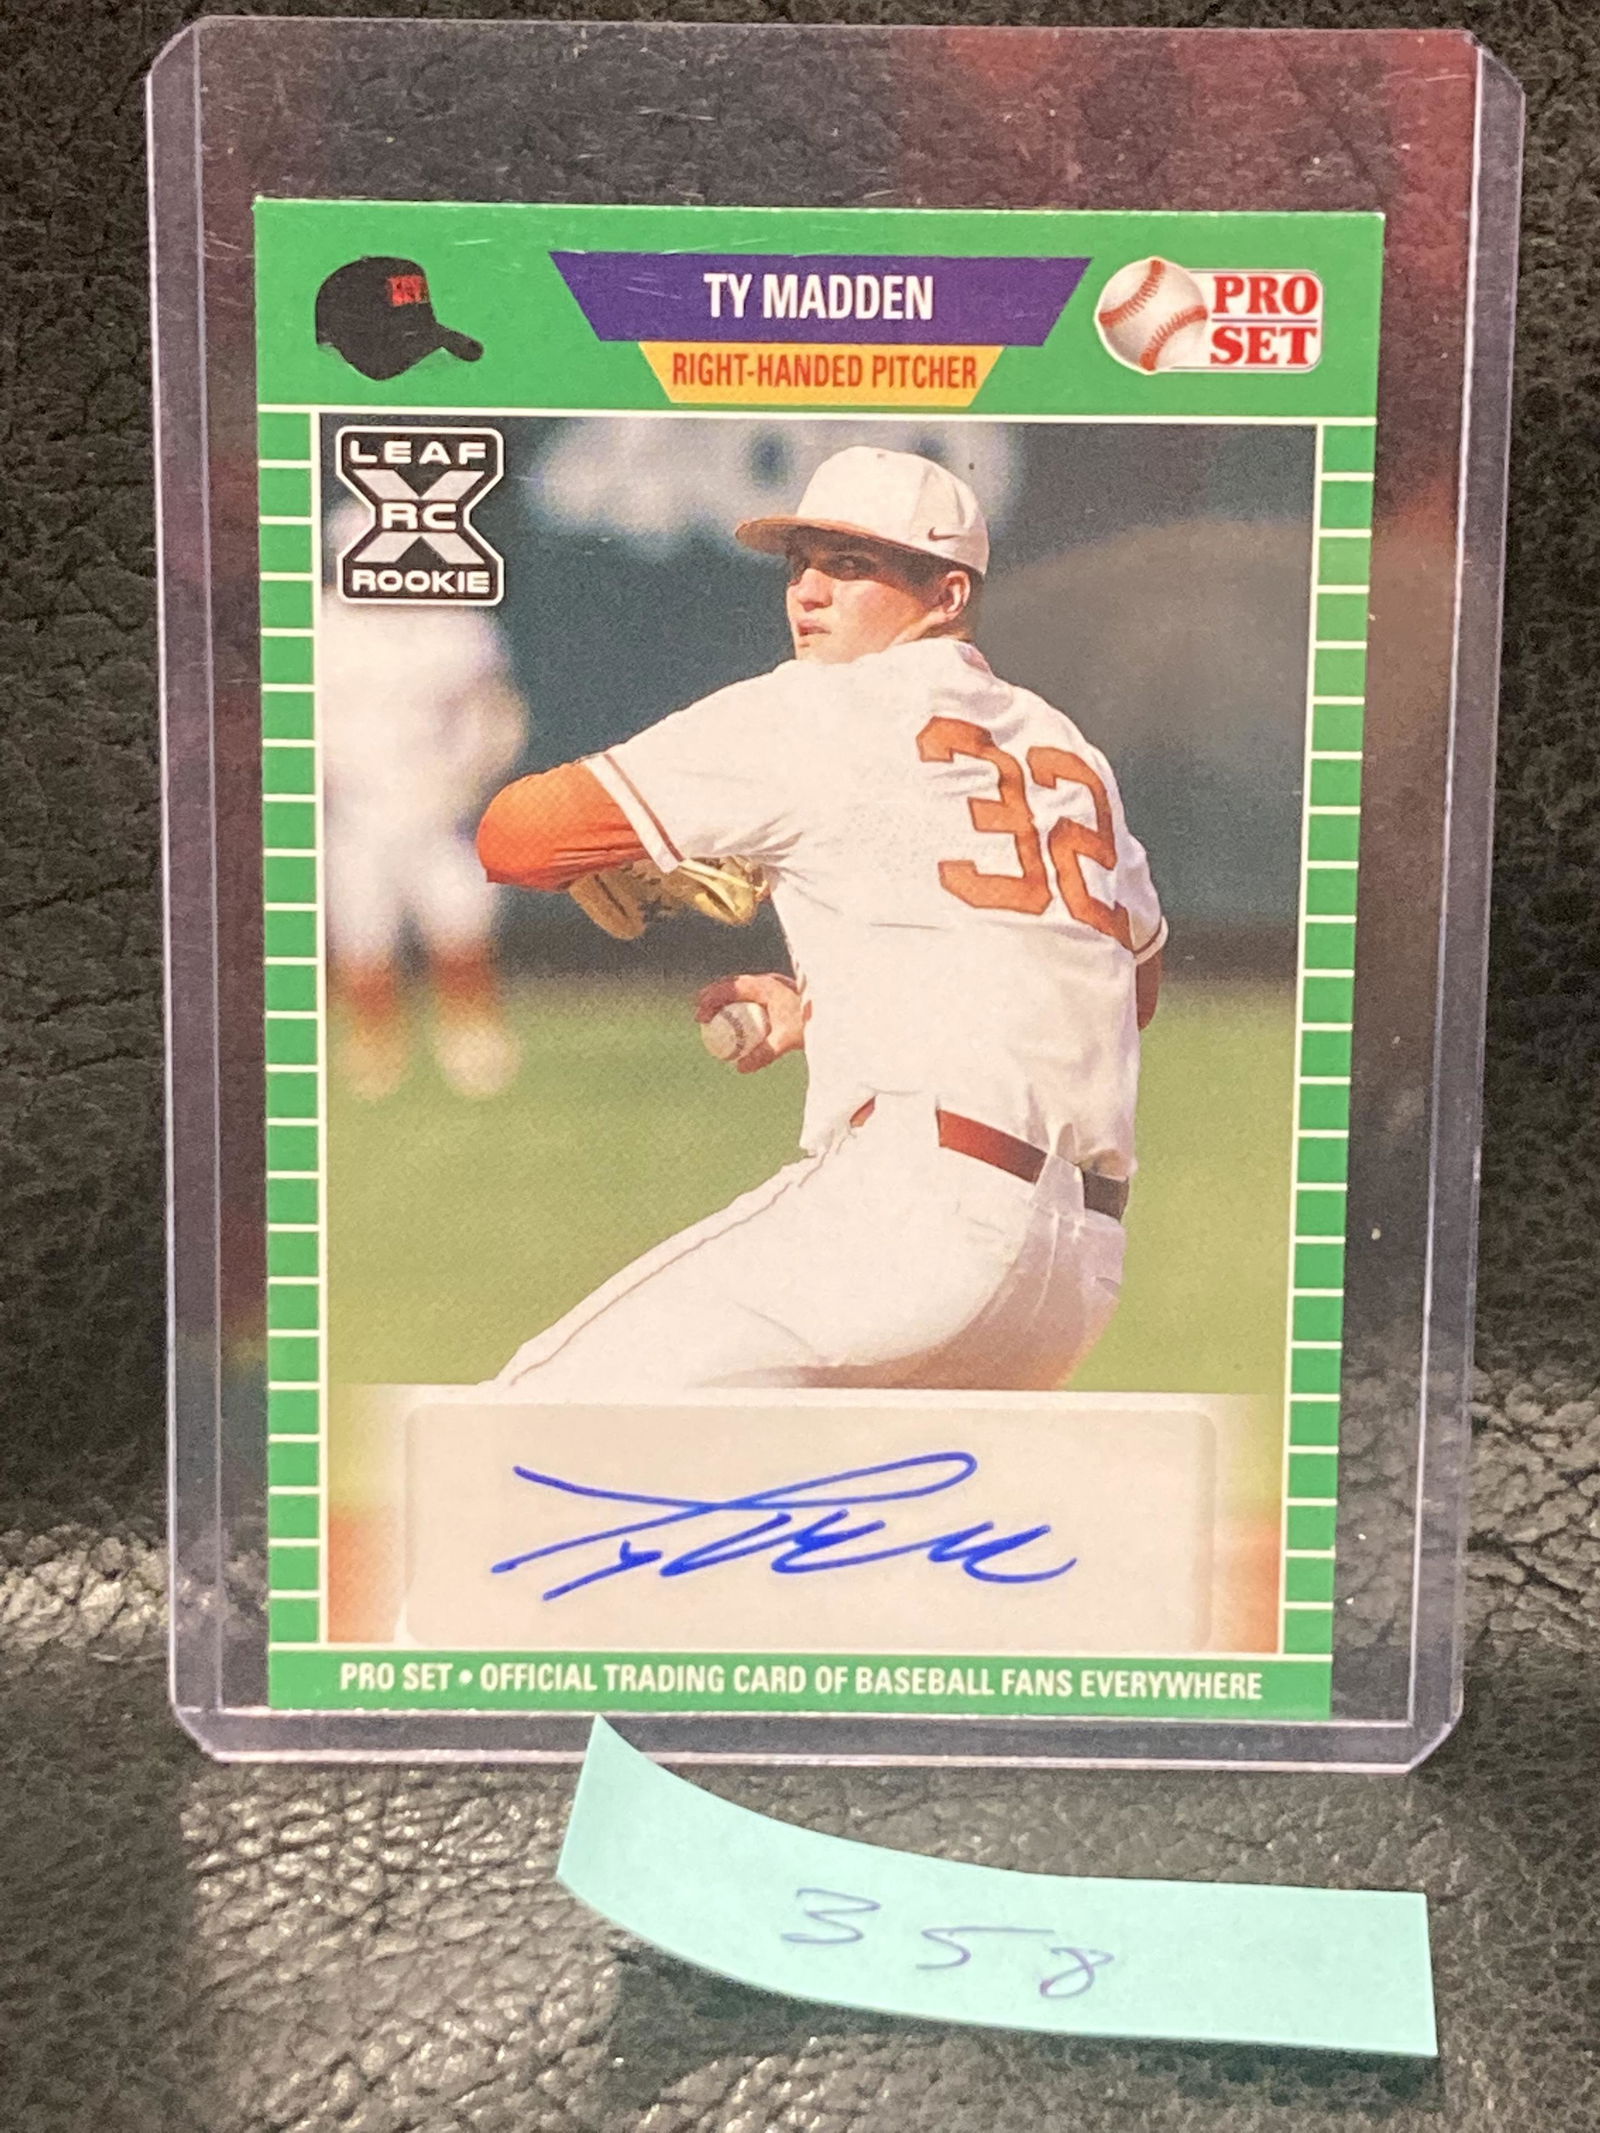 TY MADDEN
RIGHT-HANDED PITCHER
PRO
SET
LEAF
RC
ROOKIE
32
PRO SET • OFFICIAL TRADING CARD OF BASEBALL FANS EVERYWHERE
358